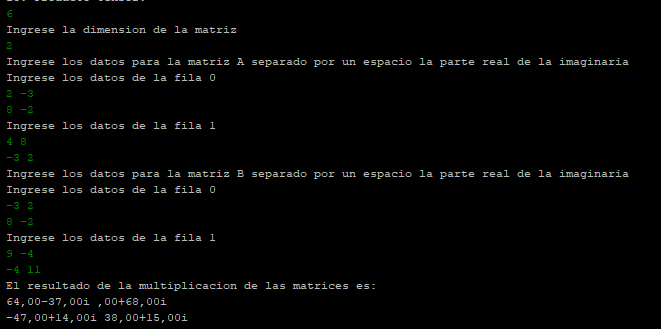 6
Ingrese la dimension de la matriz
2
Ingrese los datos para la matriz A separado por un espacio la parte real de la imaginaria
Ingrese los datos de la fila 0
2 -3
8 -2
Ingrese los datos de la fila 1
4 8
-3 2
Ingrese los datos para la matriz B separado por un espacio la parte real de la imaginaria
Ingrese los datos de la fila 0
-3 2
8 -2
Ingrese los datos de la fila 1
9 -4
-4 11
El resultado de la multiplicacion de las matrices es:
64,00-37,00i ,00+68,00i
-47,00+14,00i 38,00+15,00i